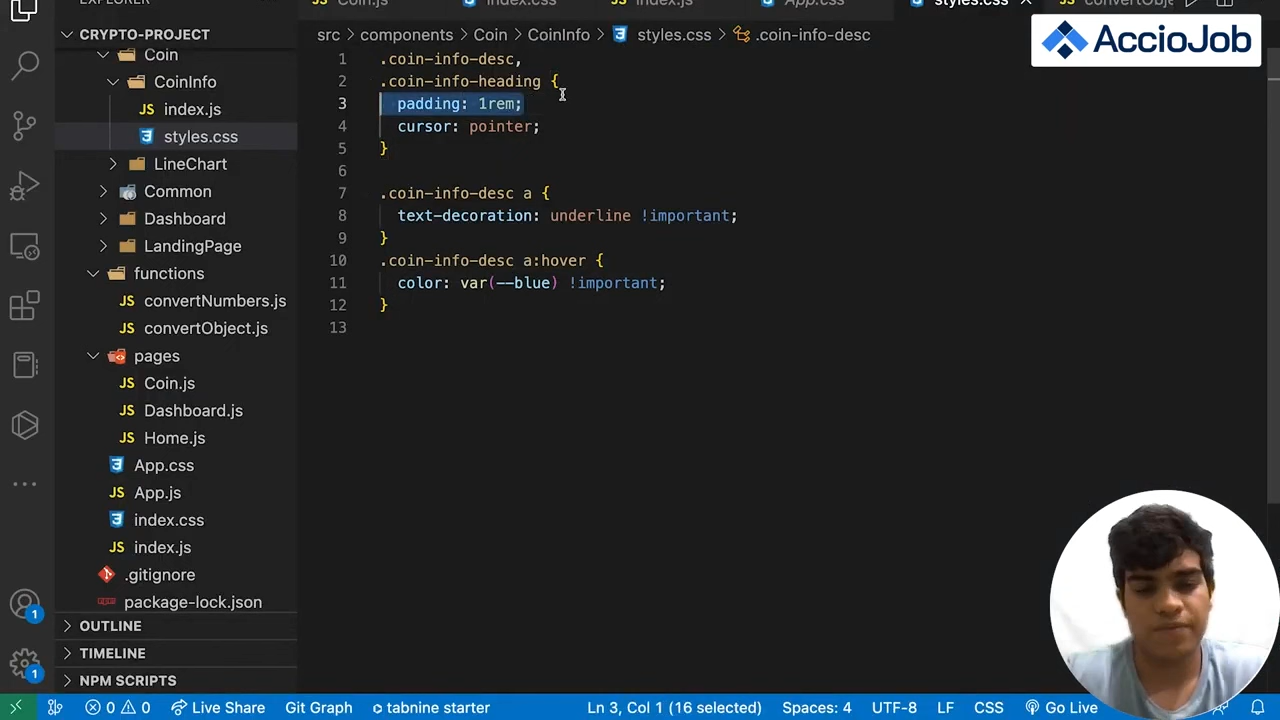 EXPLORER
Coin.js
index.css
index.js
App.css
styles.css
convertObje
CRYPTO-PROJECT
src > components > Coin > CoinInfo > styles.css > .coin-info-desc
AccioJob
Coin
CoinInfo
index.js
styles.css
LineChart
Common
Dashboard
LandingPage
functions
convertNumbers.js
convertObject.js
pages
Coin.js
Dashboard.js
Home.js
App.css
App.js
index.css
index.js
.gitignore
package-lock.json
OUTLINE
TIMELINE
NPM SCRIPTS
1 .coin-info-desc,
2 .coin-info-heading {
3 padding: 1rem;
4 cursor: pointer;
5 }
6
7 .coin-info-desc a {
8 text-decoration: underline !important;
9 }
10 .coin-info-desc a:hover {
11 color: var(--blue) !important;
12 }
13
1
1
0 0 Live Share Git Graph tabnine starter Ln 3, Col 1 (16 selected) Spaces: 4 UTF-8 LF CSS Go Live